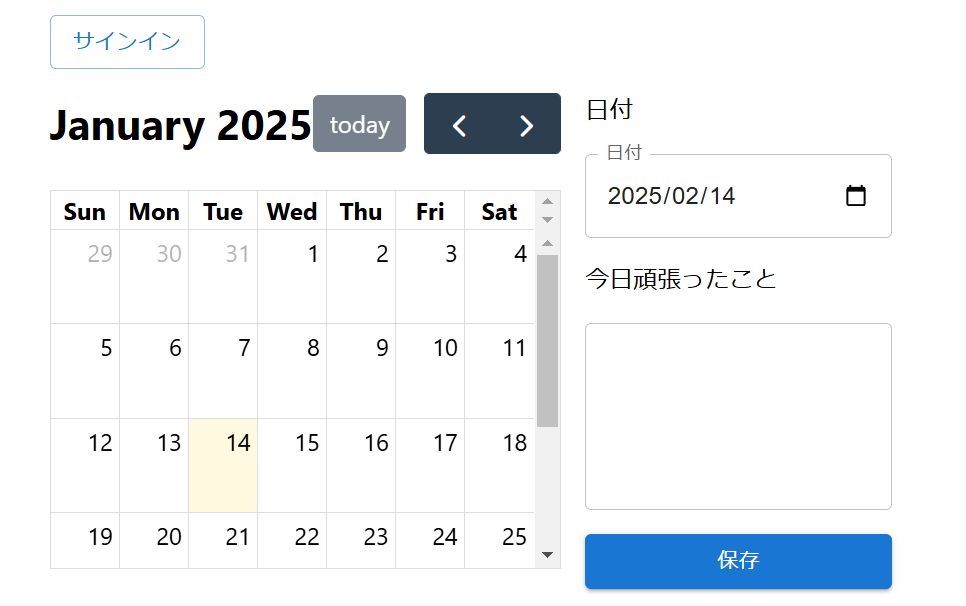 サインイン
January 2025 today
Sun Mon Tue Wed Thu Fri Sat
29 30 31 1 2 3 4
5 6 7 8 9 10 11
12 13 14 15 16 17 18
19 20 21 22 23 24 25
日付
日付
2025/02/14
今日頑張ったこと
保存